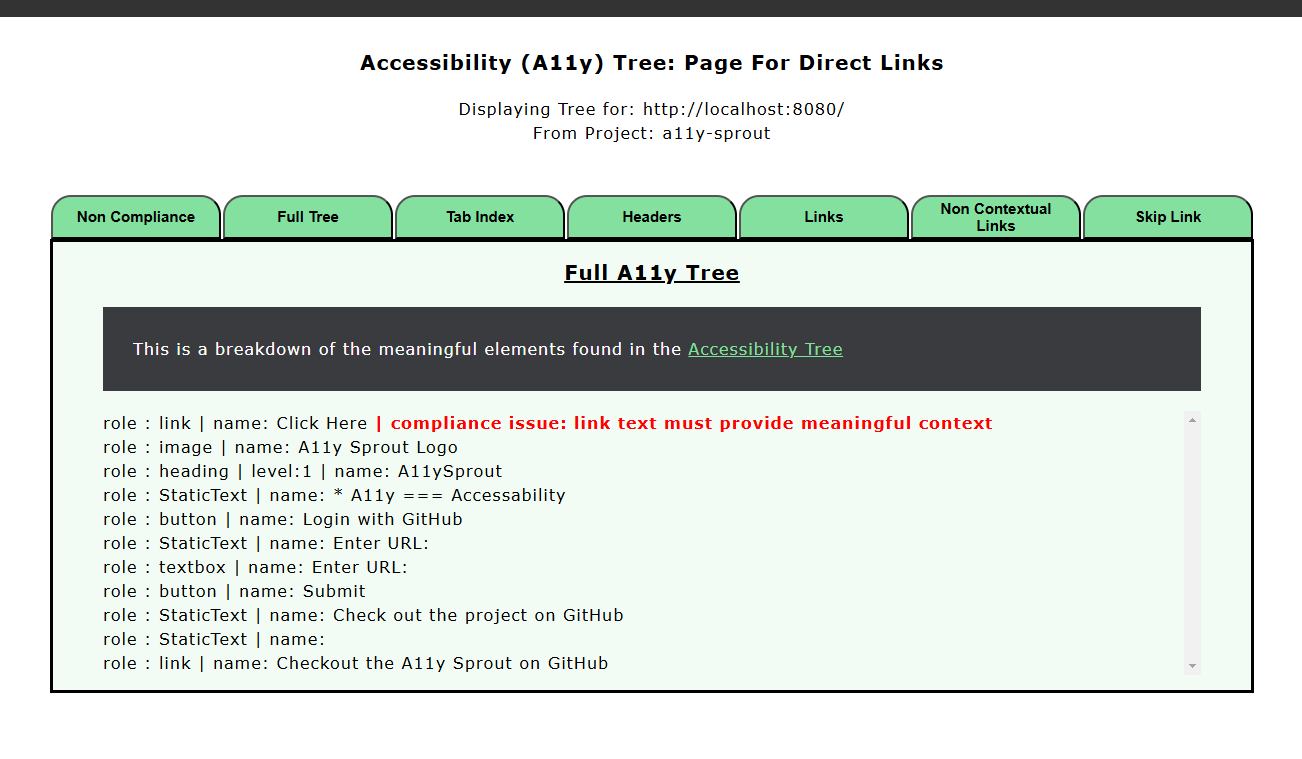 Accessibility (A11y) Tree: Page For Direct Links
Displaying Tree for: http://localhost:8080/
From Project: a11y-sprout
Non Compliance
Full Tree
Tab Index
Headers
Links
Non Contextual
Links
Skip Link
Full A11y Tree
This is a breakdown of the meaningful elements found in the Accessibility Tree
role : link | name: Click Here | compliance issue: link text must provide meaningful context
role : image | name: A11y Sprout Logo
role : heading | level:1 | name: A11ySprout
role : StaticText | name: * A11y === Accessability
role : button | name: Login with GitHub
role : StaticText | name: Enter URL:
role : textbox | name: Enter URL:
role : button | name: Submit
role : StaticText | name: Check out the project on GitHub
role : StaticText | name:
role : link | name: Checkout the A11y Sprout on GitHub